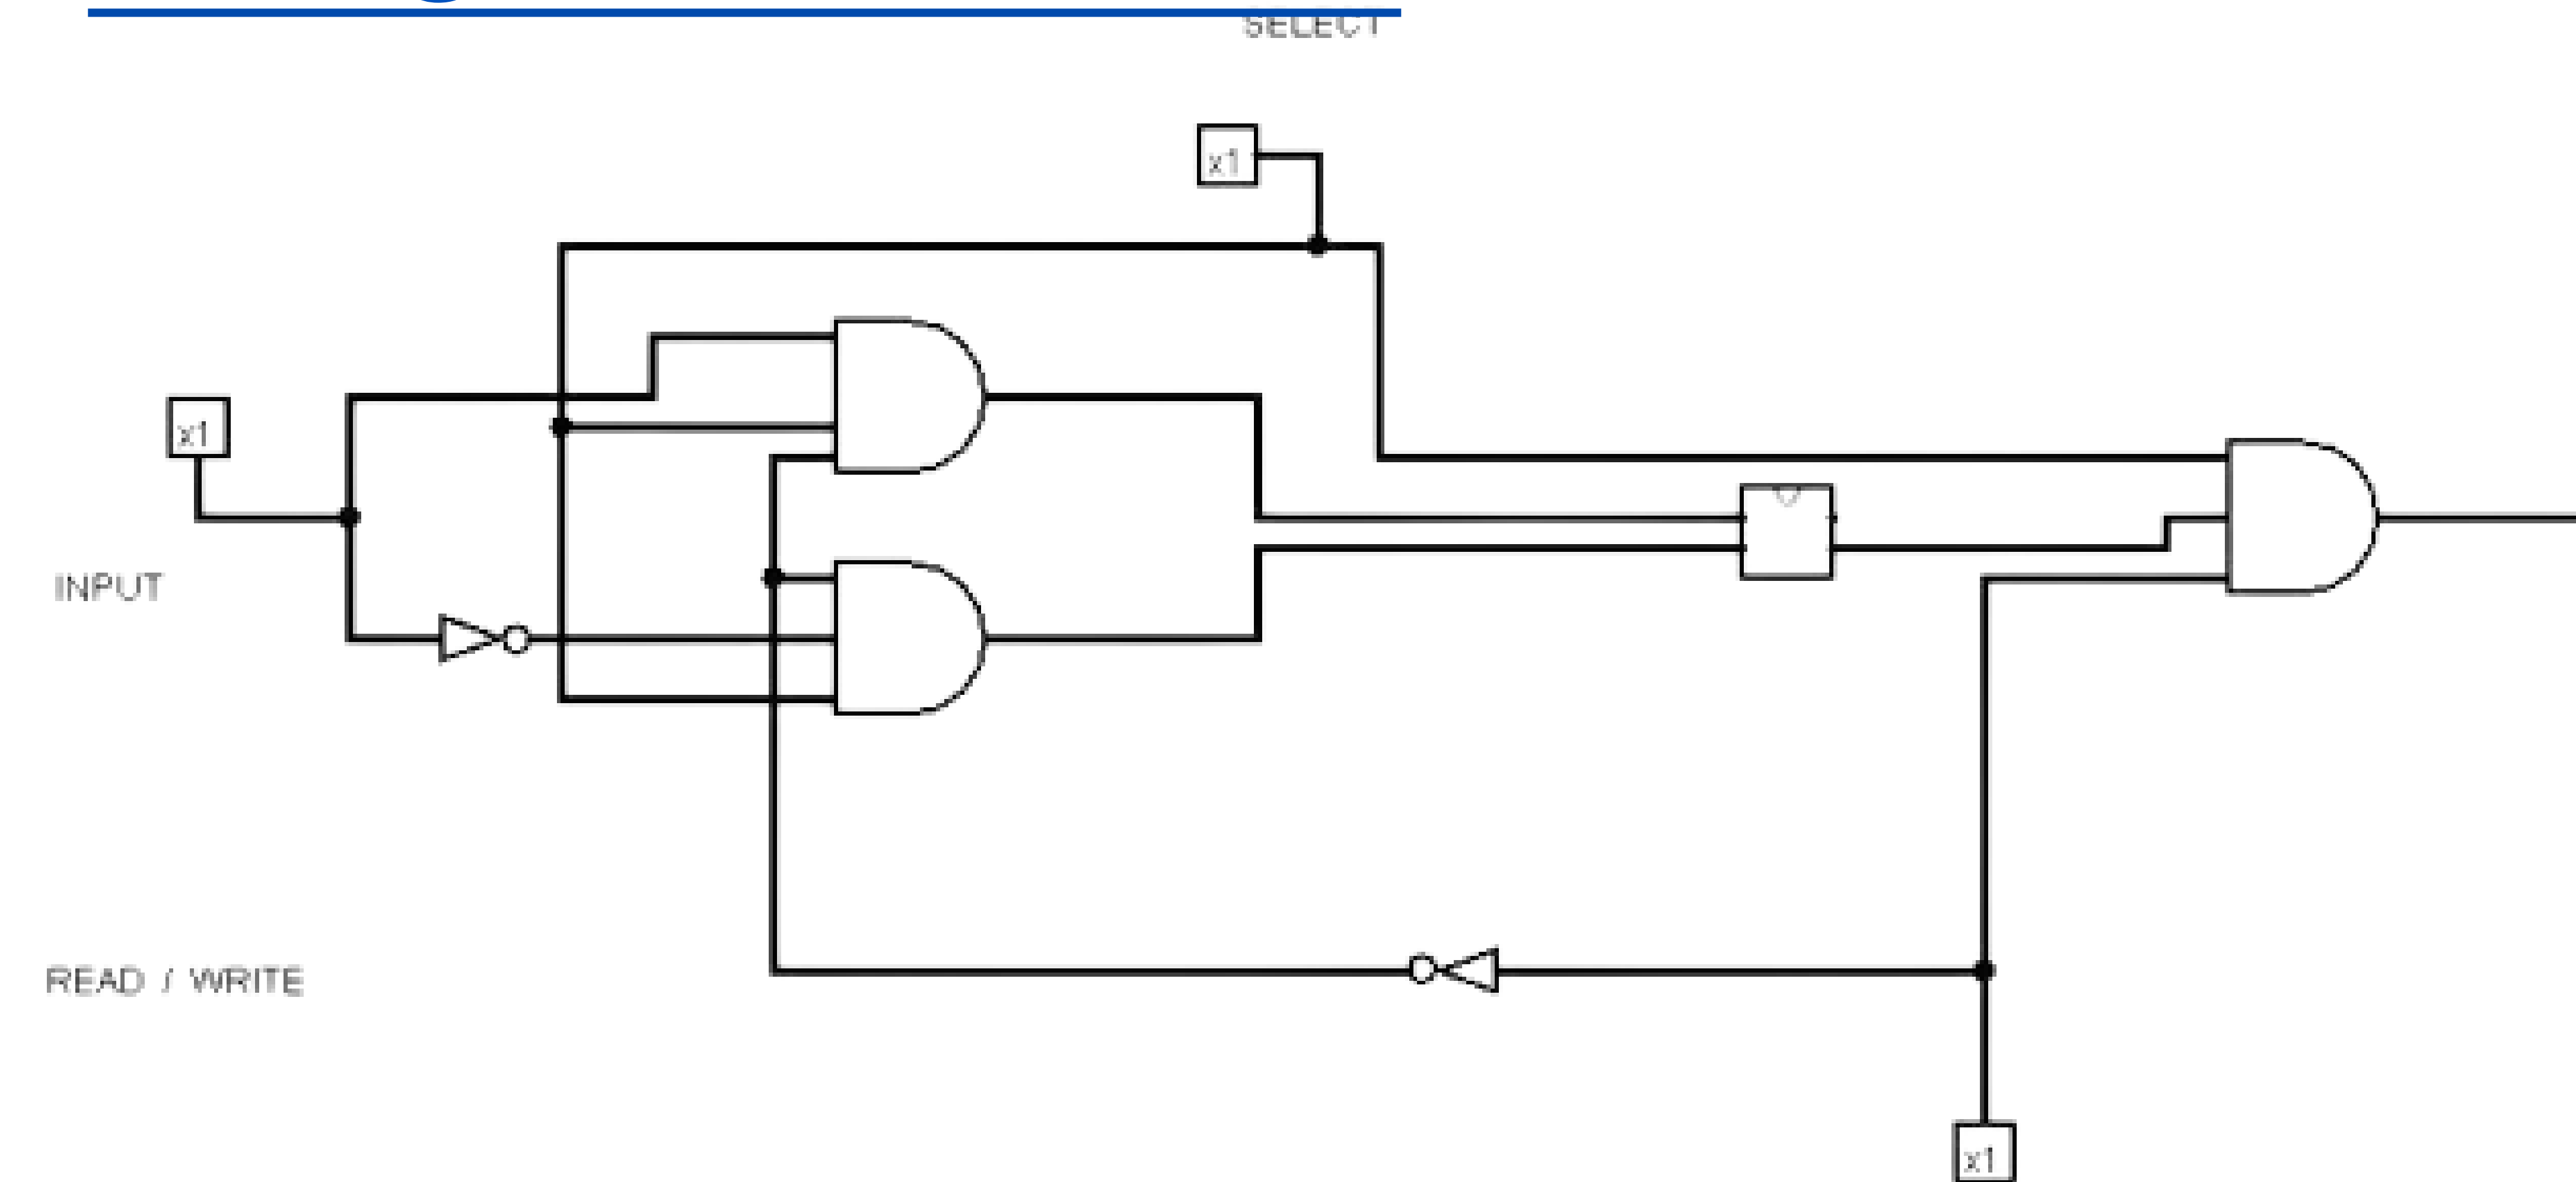 SELECT
x1
x1
INPUT
READ / WRITE
x1